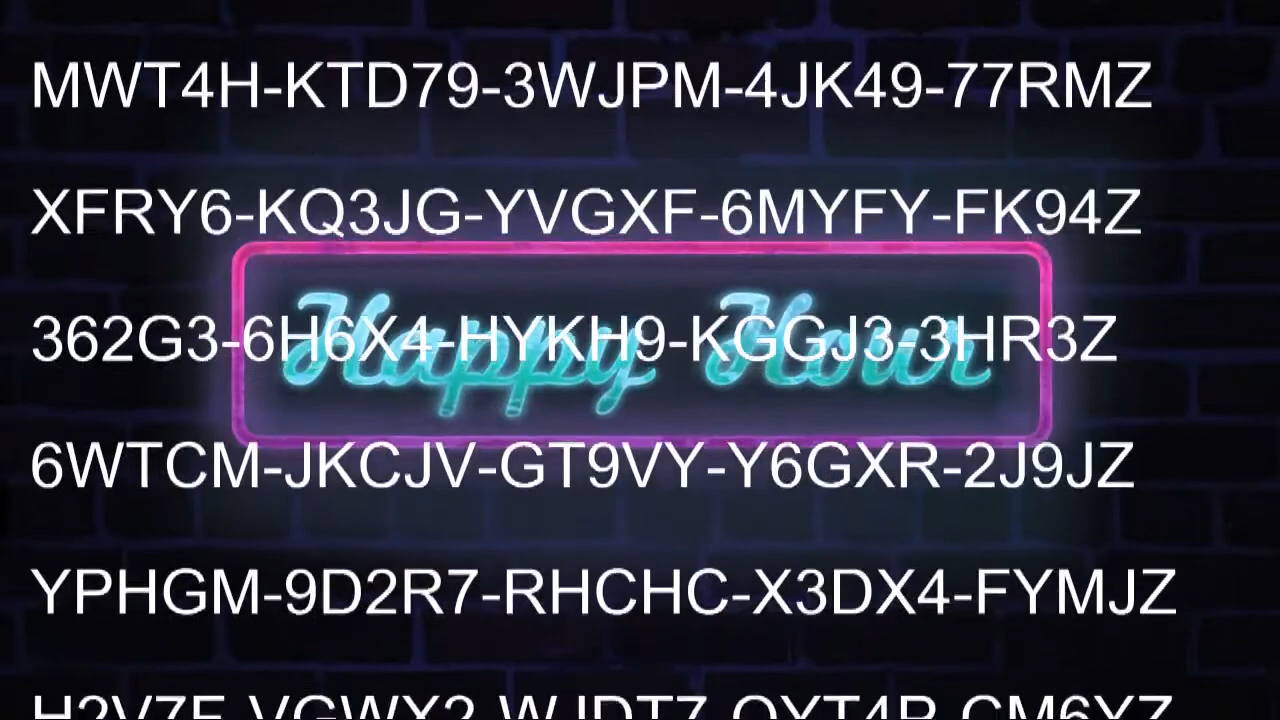 MWT4H-KTD79-3WJPM-4JK49-77RMZ
XFRY6-KQ3JG-YVGXF-6MYFY-FK94Z
Happy Hour
362G3-6H6X4-HYKH9-KGGJ3-3HR3Z
6WTCM-JKCJV-GT9VY-Y6GXR-2J9JZ
YPHGM-9D2R7-RHCHC-X3DX4-FYMJZ